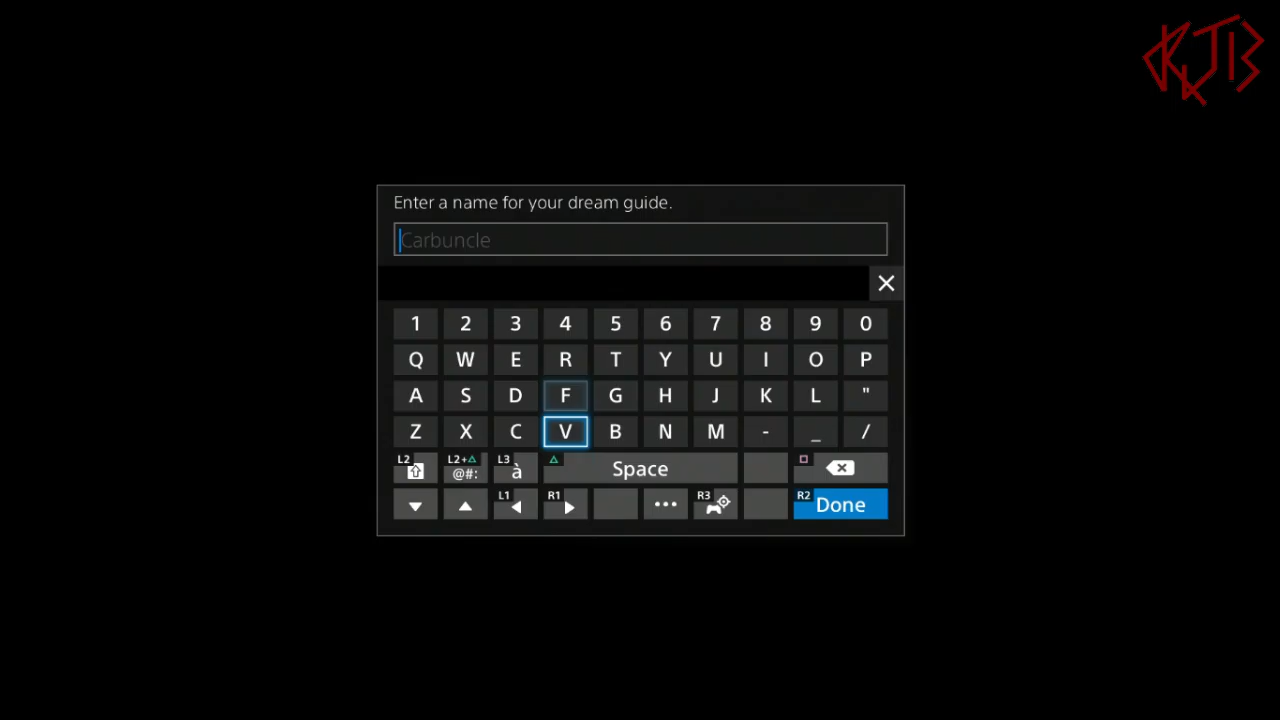 KJB
Enter a name for your dream guide.
Carbuncle
1 2 3 4 5 6 7 8 9 0
Q W E R T Y U I O P
A S D F G H J K L "
Z X C V B N M - _ /
L2 L2+△ @#: L3 à △ Space □
L1 R1 ... R3 R2 Done